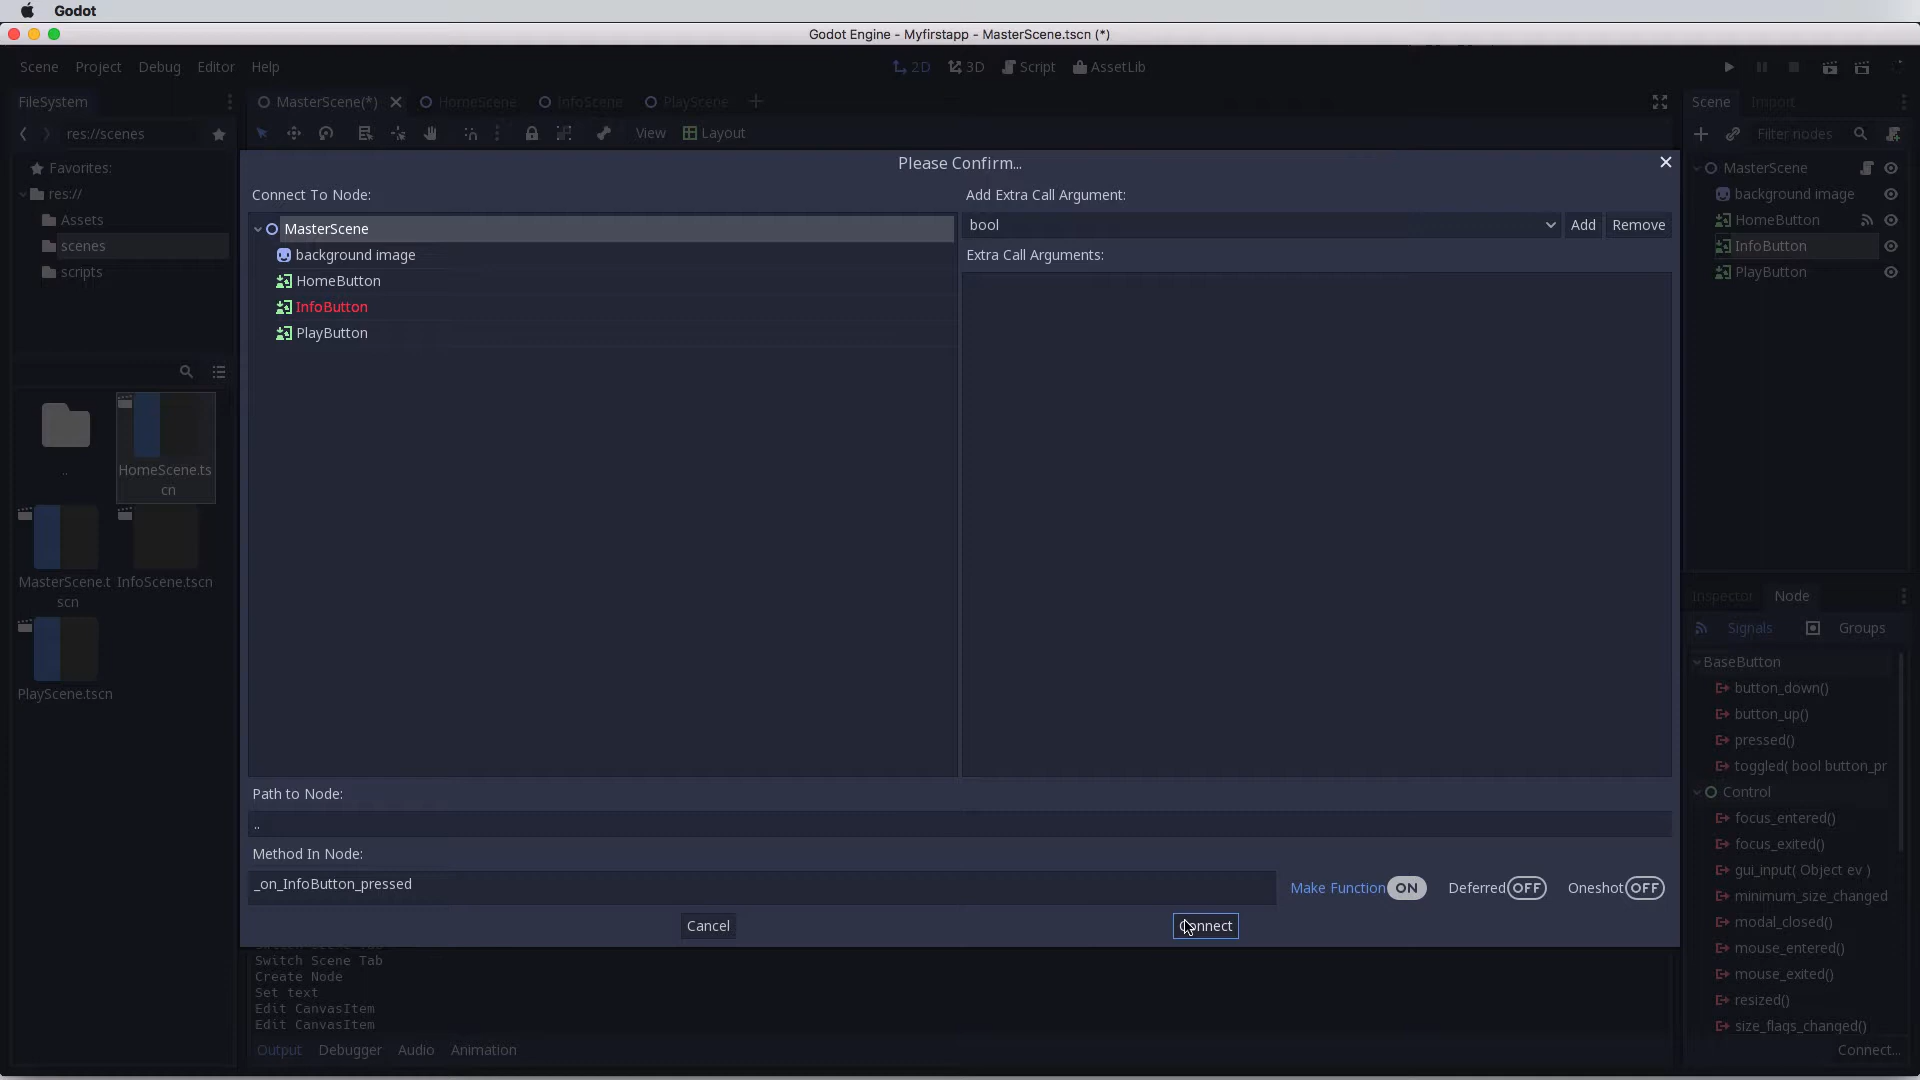 Godot
Godot Engine - Myfirstapp - MasterScene.tscn (*)
Scene Project Debug Editor Help
2D 3D Script AssetLib
FileSystem
MasterScene(*) HomeScene InfoScene PlayScene
Scene Import
res://scenes
View Layout
Filter nodes
Favorites:
res://
Assets
scenes
scripts
..
HomeScene.ts
cn
MasterScene.t
scn
InfoScene.tscn
PlayScene.tscn
Please Confirm...
Connect To Node:
MasterScene
background image
HomeButton
InfoButton
PlayButton
Add Extra Call Argument:
bool Add Remove
Extra Call Arguments:
Path to Node:
..
Method In Node:
_on_InfoButton_pressed
Make Function ON Deferred OFF Oneshot OFF
Cancel Connect
Switch Scene Tab
Switch Scene Tab
Create Node
Set text
Edit CanvasItem
Edit CanvasItem
Output Debugger Audio Animation
MasterScene
background image
HomeButton
InfoButton
PlayButton
Inspector Node
Signals Groups
BaseButton
button_down()
button_up()
pressed()
toggled( bool button_pr
Control
focus_entered()
focus_exited()
gui_input( Object ev )
minimum_size_changed
modal_closed()
mouse_entered()
mouse_exited()
resized()
size_flags_changed()
Connect...